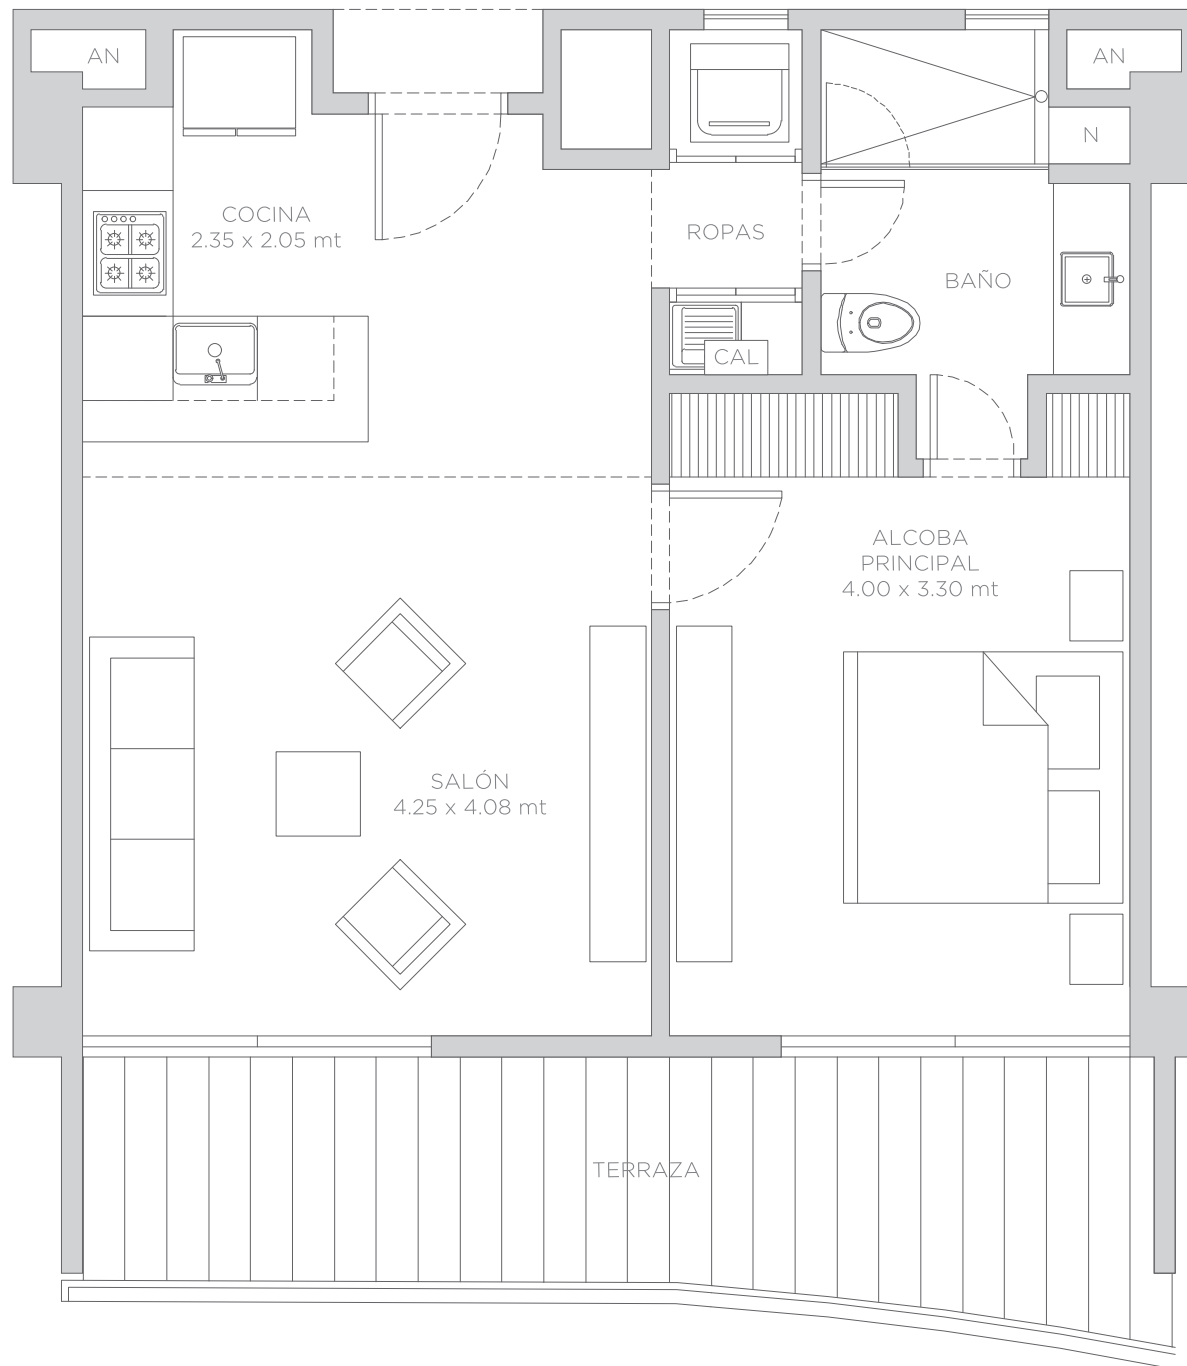 AN
AN
N
COCINA
2.35 x 2.05 mt
ROPAS
BAÑO
CAL
ALCOBA
PRINCIPAL
4.00 x 3.30 mt
SALÓN
4.25 x 4.08 mt
TERRAZA